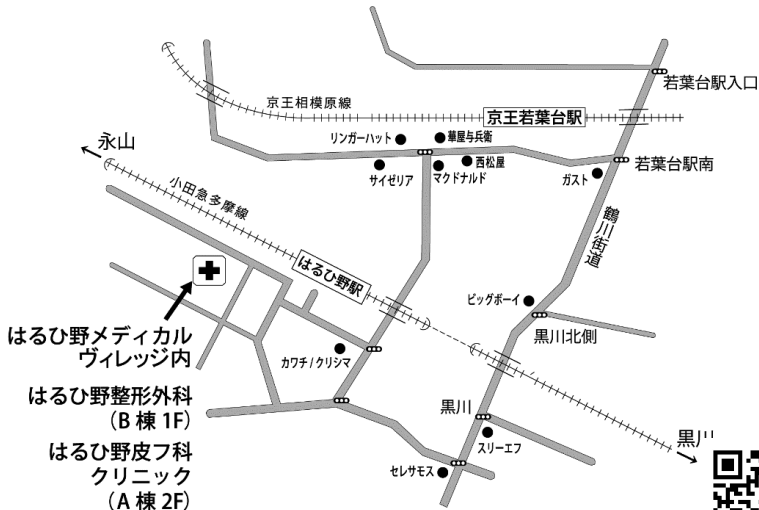 若葉台駅入口
京王相模原線
京王若葉台駅
永山
リンガーハット
華屋与兵衛
西松屋
若葉台駅南
サイゼリア
マクドナルド
ガスト
小田急多摩線
鶴川街道
はるひ野駅
ビッグボーイ
黒川北側
はるひ野メディカル
ヴィレッジ内
カワチ/クリシマ
はるひ野整形外科
(B 棟 1F)
黒川
スリーエフ
黒川
はるひ野皮フ科
クリニック
(A 棟 2F)
セレサモス